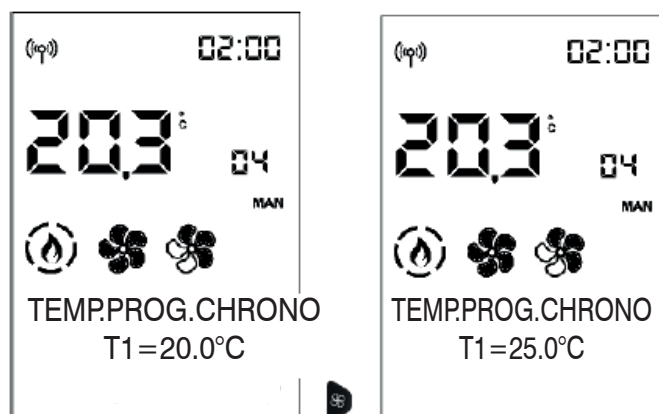 02:00
20,3 °C
04
MAN
TEMP.PROG.CHRONO
T1=20.0°C
02:00
20,3 °C
04
MAN
TEMP.PROG.CHRONO
T1=25.0°C